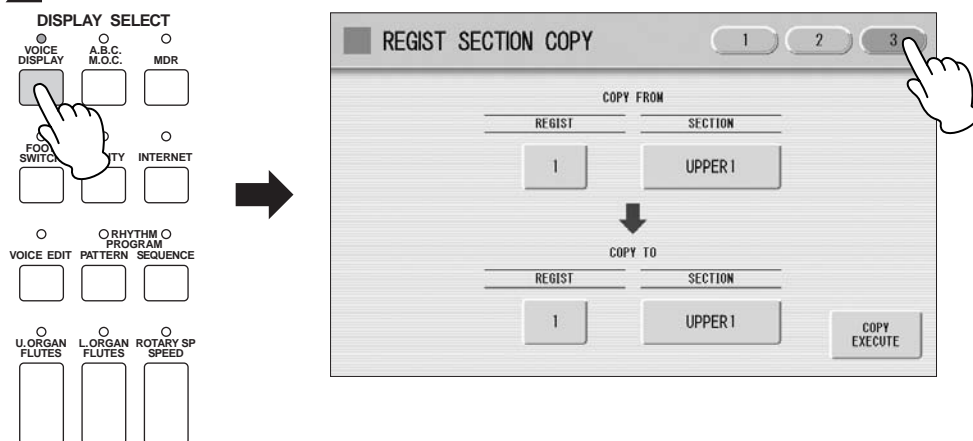 DISPLAY SELECT
VOICE DISPLAY
A.B.C. M.O.C.
MDR
INTERNET
RHYTHM PROGRAM
VOICE EDIT PATTERN SEQUENCE
U.ORGAN FLUTES
L.ORGAN FLUTES
ROTARY SP SPEED
REGIST SECTION COPY
1 2 3
COPY FROM
REGIST SECTION
1 UPPER1
COPY TO
REGIST SECTION
1 UPPER1
COPY
EXECUTE